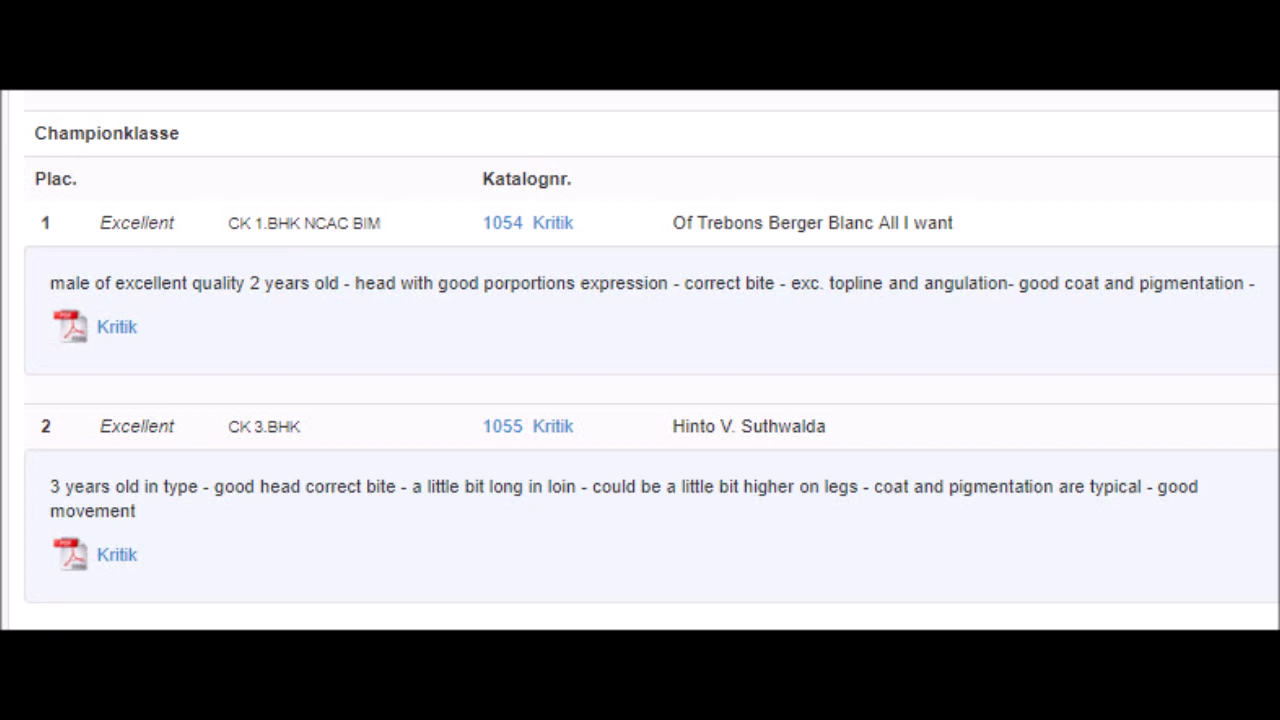 Championklasse
Plac. Katalognr.
1 Excellent CK 1.BHK NCAC BIM 1054 Kritik Of Trebons Berger Blanc All I want
male of excellent quality 2 years old - head with good porportions expression - correct bite - exc. topline and angulation- good coat and pigmentation -
Kritik
2 Excellent CK 3.BHK 1055 Kritik Hinto V. Suthwalda
3 years old in type - good head correct bite - a little bit long in loin - could be a little bit higher on legs - coat and pigmentation are typical - good
movement
Kritik